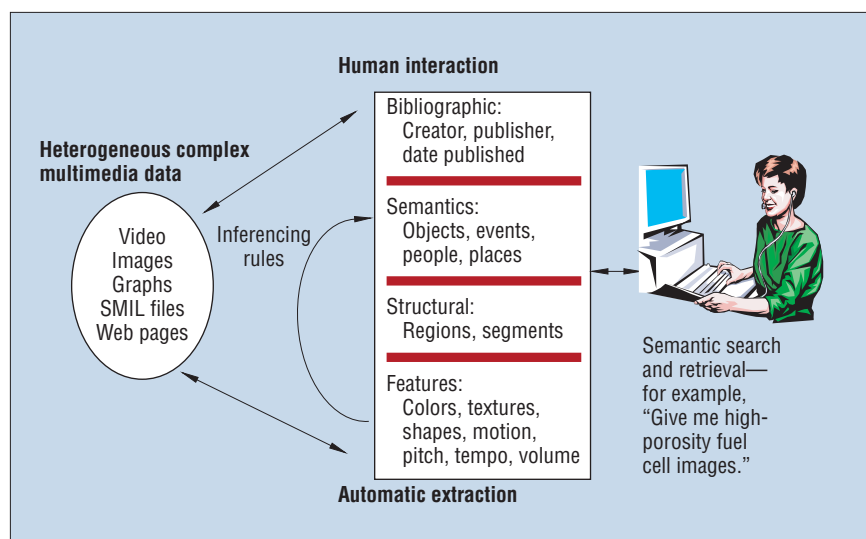 Human interaction
Heterogeneous complex
multimedia data
Video
Images
Graphs
SMIL files
Web pages
Inferencing
rules
Bibliographic:
Creator, publisher,
date published
Semantics:
Objects, events,
people, places
Structural:
Regions, segments
Features:
Colors, textures,
shapes, motion,
pitch, tempo, volume
Automatic extraction
Semantic search
and retrieval—
for example,
“Give me high-
porosity fuel
cell images.”